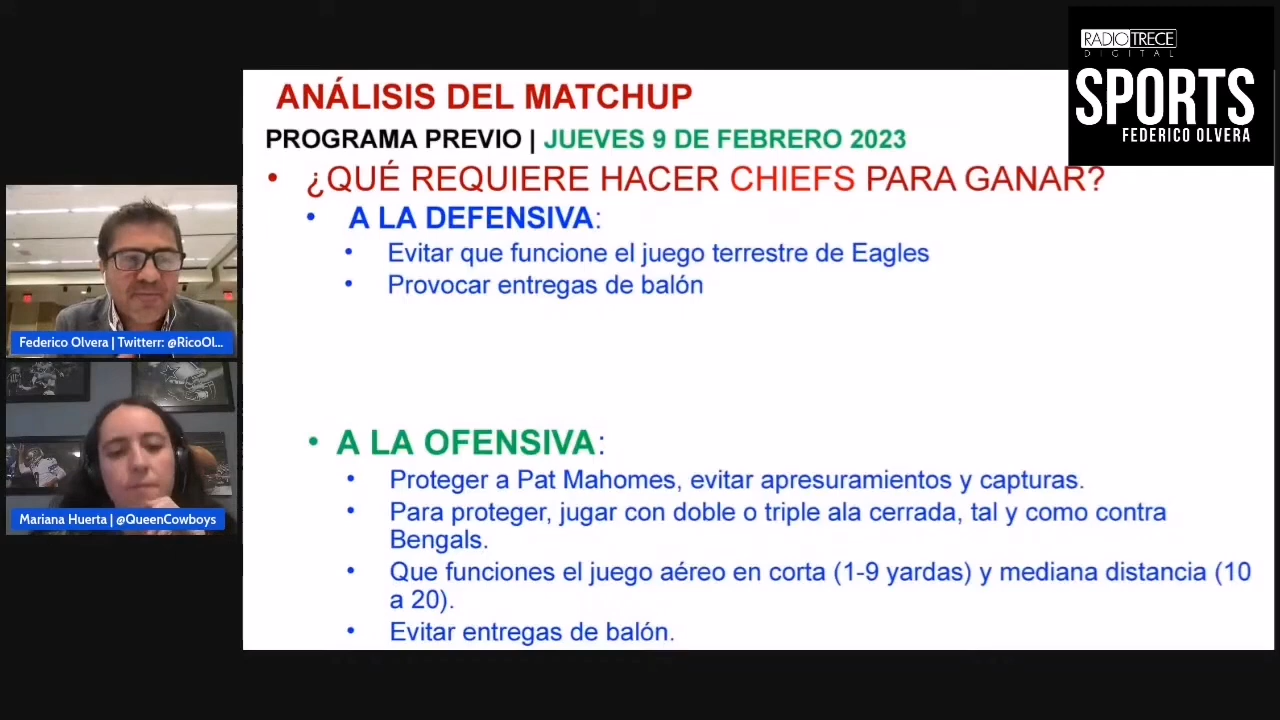 RADIO TRECE
DIGITAL
SPORTS
FEDERICO OLVERA
ANÁLISIS DEL MATCHUP
PROGRAMA PREVIO | JUEVES 9 DE FEBRERO 2023
• ¿QUÉ REQUIERE HACER CHIEFS PARA GANAR?
• A LA DEFENSIVA:
• Evitar que funcione el juego terrestre de Eagles
• Provocar entregas de balón
Federico Olvera | Twitterr: @RicoOl...
Mariana Huerta | @QueenCowboys
• A LA OFENSIVA:
• Proteger a Pat Mahomes, evitar apresuramientos y capturas.
• Para proteger, jugar con doble o triple ala cerrada, tal y como contra
Bengals.
• Que funciones el juego aéreo en corta (1-9 yardas) y mediana distancia (10
a 20).
• Evitar entregas de balón.